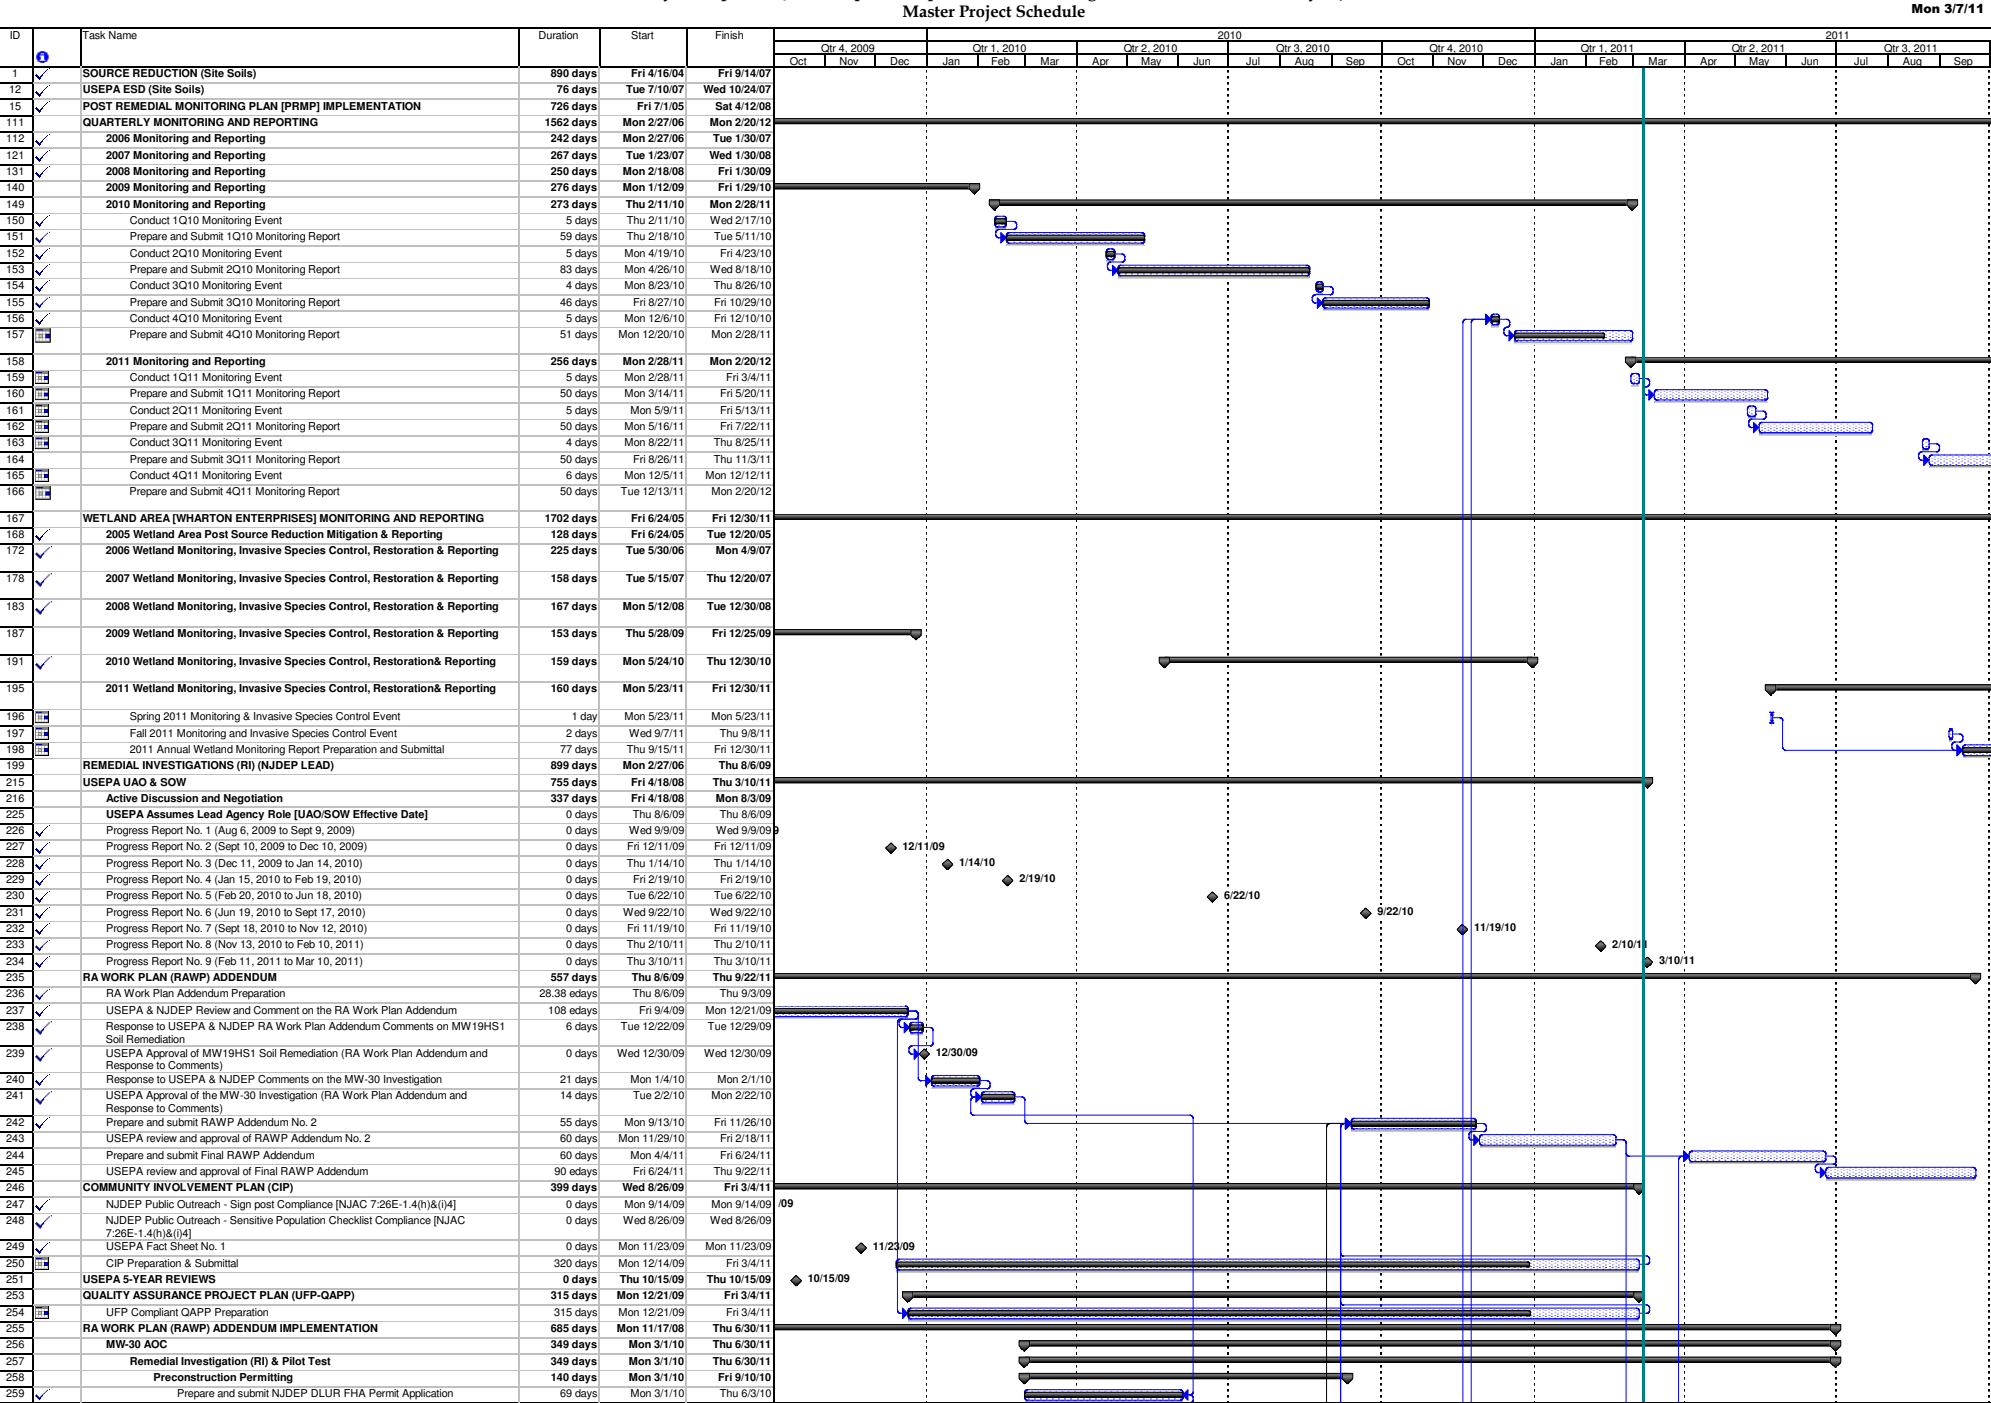 Master Project Schedule
Mon 3/7/11
ID Task Name Duration Start Finish 2010 2011
Qtr 4, 2009 Qtr 1, 2010 Qtr 2, 2010 Qtr 3, 2010 Qtr 4, 2010 Qtr 1, 2011 Qtr 2, 2011 Qtr 3, 2011
Oct Nov Dec Jan Feb Mar Apr May Jun Jul Aug Sep Oct Nov Dec Jan Feb Mar Apr May Jun Jul Aug Sep
1 SOURCE REDUCTION (Site Soils) 890 days Fri 4/16/04 Fri 9/14/07
12 USEPA ESD (Site Soils) 76 days Tue 7/10/07 Wed 10/24/07
15 POST REMEDIAL MONITORING PLAN [PRMP] IMPLEMENTATION 726 days Fri 7/1/05 Sat 4/12/08
111 QUARTERLY MONITORING AND REPORTING 1562 days Mon 2/27/06 Mon 2/20/12
112 2006 Monitoring and Reporting 242 days Mon 2/27/06 Tue 1/30/07
121 2007 Monitoring and Reporting 267 days Tue 1/23/07 Wed 1/30/08
131 2008 Monitoring and Reporting 250 days Mon 2/18/08 Fri 1/30/09
140 2009 Monitoring and Reporting 276 days Mon 1/12/09 Fri 1/29/10
149 2010 Monitoring and Reporting 273 days Thu 2/11/10 Mon 2/28/11
150 Conduct 1Q10 Monitoring Event 5 days Thu 2/11/10 Wed 2/17/10
151 Prepare and Submit 1Q10 Monitoring Report 59 days Thu 2/18/10 Tue 5/11/10
152 Conduct 2Q10 Monitoring Event 5 days Mon 4/19/10 Fri 4/23/10
153 Prepare and Submit 2Q10 Monitoring Report 83 days Mon 4/26/10 Wed 8/18/10
154 Conduct 3Q10 Monitoring Event 4 days Mon 8/23/10 Thu 8/26/10
155 Prepare and Submit 3Q10 Monitoring Report 46 days Fri 8/27/10 Fri 10/29/10
156 Conduct 4Q10 Monitoring Event 5 days Mon 12/6/10 Fri 12/10/10
157 Prepare and Submit 4Q10 Monitoring Report 51 days Mon 12/20/10 Mon 2/28/11
158 2011 Monitoring and Reporting 256 days Mon 2/28/11 Mon 2/20/12
159 Conduct 1Q11 Monitoring Event 5 days Mon 2/28/11 Fri 3/4/11
160 Prepare and Submit 1Q11 Monitoring Report 50 days Mon 3/14/11 Fri 5/20/11
161 Conduct 2Q11 Monitoring Event 5 days Mon 5/9/11 Fri 5/13/11
162 Prepare and Submit 2Q11 Monitoring Report 50 days Mon 5/16/11 Fri 7/22/11
163 Conduct 3Q11 Monitoring Event 4 days Mon 8/22/11 Thu 8/25/11
164 Prepare and Submit 3Q11 Monitoring Report 50 days Fri 8/26/11 Thu 11/3/11
165 Conduct 4Q11 Monitoring Event 6 days Mon 12/5/11 Mon 12/12/11
166 Prepare and Submit 4Q11 Monitoring Report 50 days Tue 12/13/11 Mon 2/20/12
167 WETLAND AREA [WHARTON ENTERPRISES] MONITORING AND REPORTING 1702 days Fri 6/24/05 Fri 12/30/11
168 2005 Wetland Area Post Source Reduction Mitigation & Reporting 128 days Fri 6/24/05 Tue 12/20/05
172 2006 Wetland Monitoring, Invasive Species Control, Restoration & Reporting 225 days Tue 5/30/06 Mon 4/9/07
178 2007 Wetland Monitoring, Invasive Species Control, Restoration & Reporting 158 days Tue 5/15/07 Thu 12/20/07
183 2008 Wetland Monitoring, Invasive Species Control, Restoration & Reporting 167 days Mon 5/12/08 Tue 12/30/08
187 2009 Wetland Monitoring, Invasive Species Control, Restoration & Reporting 153 days Thu 5/28/09 Fri 12/25/09
191 2010 Wetland Monitoring, Invasive Species Control, Restoration& Reporting 159 days Mon 5/24/10 Thu 12/30/10
195 2011 Wetland Monitoring, Invasive Species Control, Restoration& Reporting 160 days Mon 5/23/11 Fri 12/30/11
196 Spring 2011 Monitoring & Invasive Species Control Event 1 day Mon 5/23/11 Mon 5/23/11
197 Fall 2011 Monitoring and Invasive Species Control Event 2 days Wed 9/7/11 Thu 9/8/11
198 2011 Annual Wetland Monitoring Report Preparation and Submittal 77 days Thu 9/15/11 Fri 12/30/11
199 REMEDIAL INVESTIGATIONS (RI) (NJDEP LEAD) 899 days Mon 2/27/06 Thu 8/6/09
215 USEPA UAO & SOW 755 days Fri 4/18/08 Thu 3/10/11
216 Active Discussion and Negotiation 337 days Fri 4/18/08 Mon 8/3/09
225 USEPA Assumes Lead Agency Role [UAO/SOW Effective Date] 0 days Thu 8/6/09 Thu 8/6/09
226 Progress Report No. 1 (Aug 6, 2009 to Sept 9, 2009) 0 days Wed 9/9/09 Wed 9/9/09 9
227 Progress Report No. 2 (Sept 10, 2009 to Dec 10, 2009) 0 days Fri 12/11/09 Fri 12/11/09 12/11/09
228 Progress Report No. 3 (Dec 11, 2009 to Jan 14, 2010) 0 days Thu 1/14/10 Thu 1/14/10 1/14/10
229 Progress Report No. 4 (Jan 15, 2010 to Feb 19, 2010) 0 days Fri 2/19/10 Fri 2/19/10 2/19/10
230 Progress Report No. 5 (Feb 20, 2010 to Jun 18, 2010) 0 days Tue 6/22/10 Tue 6/22/10 6/22/10
231 Progress Report No. 6 (Jun 19, 2010 to Sept 17, 2010) 0 days Wed 9/22/10 Wed 9/22/10 9/22/10
232 Progress Report No. 7 (Sept 18, 2010 to Nov 12, 2010) 0 days Fri 11/19/10 Fri 11/19/10 11/19/10
233 Progress Report No. 8 (Nov 13, 2010 to Feb 10, 2011) 0 days Thu 2/10/11 Thu 2/10/11 2/10/11
234 Progress Report No. 9 (Feb 11, 2011 to Mar 10, 2011) 0 days Thu 3/10/11 Thu 3/10/11 3/10/11
235 RA WORK PLAN (RAWP) ADDENDUM 557 days Thu 8/6/09 Thu 9/22/11
236 RA Work Plan Addendum Preparation 28.38 edays Thu 8/6/09 Thu 9/3/09
237 USEPA & NJDEP Review and Comment on the RA Work Plan Addendum 108 edays Fri 9/4/09 Mon 12/21/09
238 Response to USEPA & NJDEP RA Work Plan Addendum Comments on MW19HS1 6 days Tue 12/22/09 Tue 12/29/09
Soil Remediation
239 USEPA Approval of MW19HS1 Soil Remediation (RA Work Plan Addendum and 0 days Wed 12/30/09 Wed 12/30/09 12/30/09
Response to Comments)
240 Response to USEPA & NJDEP Comments on the MW-30 Investigation 21 days Mon 1/4/10 Mon 2/1/10
241 USEPA Approval of the MW-30 Investigation (RA Work Plan Addendum and 14 days Tue 2/2/10 Mon 2/22/10
Response to Comments)
242 Prepare and submit RAWP Addendum No. 2 55 days Mon 9/13/10 Fri 11/26/10
243 USEPA review and approval of RAWP Addendum No. 2 60 days Mon 11/29/10 Fri 2/18/11
244 Prepare and submit Final RAWP Addendum 60 days Mon 4/4/11 Fri 6/24/11
245 USEPA review and approval of Final RAWP Addendum 90 edays Fri 6/24/11 Thu 9/22/11
246 COMMUNITY INVOLVEMENT PLAN (CIP) 399 days Wed 8/26/09 Fri 3/4/11
247 NJDEP Public Outreach - Sign post Compliance [NJAC 7:26E-1.4(h)&(i)4] 0 days Mon 9/14/09 Mon 9/14/09 /09
248 NJDEP Public Outreach - Sensitive Population Checklist Compliance [NJAC 0 days Wed 8/26/09 Wed 8/26/09
7:26E-1.4(h)&(i)4]
249 USEPA Fact Sheet No. 1 0 days Mon 11/23/09 Mon 11/23/09 11/23/09
250 CIP Preparation & Submittal 320 days Mon 12/14/09 Fri 3/4/11
251 USEPA 5-YEAR REVIEWS 0 days Thu 10/15/09 Thu 10/15/09 10/15/09
253 QUALITY ASSURANCE PROJECT PLAN (UFP-QAPP) 315 days Mon 12/21/09 Fri 3/4/11
254 UFP Compliant QAPP Preparation 315 days Mon 12/21/09 Fri 3/4/11
255 RA WORK PLAN (RAWP) ADDENDUM IMPLEMENTATION 685 days Mon 11/17/08 Thu 6/30/11
256 MW-30 AOC 349 days Mon 3/1/10 Thu 6/30/11
257 Remedial Investigation (RI) & Pilot Test 349 days Mon 3/1/10 Thu 6/30/11
258 Preconstruction Permitting 140 days Mon 3/1/10 Fri 9/10/10
259 Prepare and submit NJDEP DLUR FHA Permit Application 69 days Mon 3/1/10 Thu 6/3/10